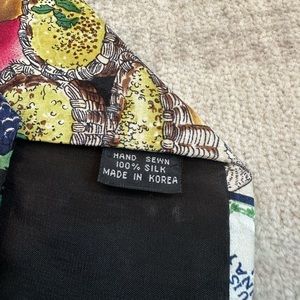 HAND SEWN
100% SILK
MADE IN KOREA